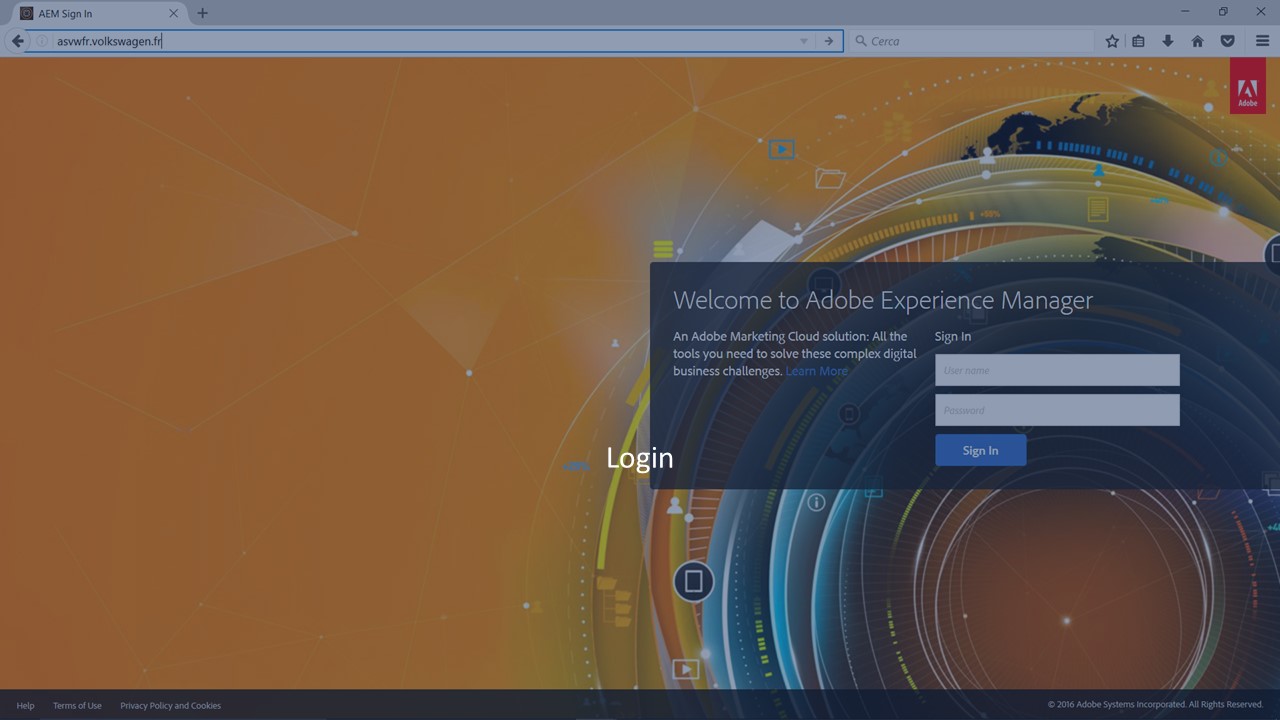 AEM Sign In
asvwfr.volkswagen.fr
Cerca
Adobe
+55%
Welcome to Adobe Experience Manager
An Adobe Marketing Cloud solution: All the
tools you need to solve these complex digital
business challenges. Learn More
Sign In
User name
Password
Sign In
Login
Help
Terms of Use
Privacy Policy and Cookies
© 2016 Adobe Systems Incorporated. All Rights Reserved.